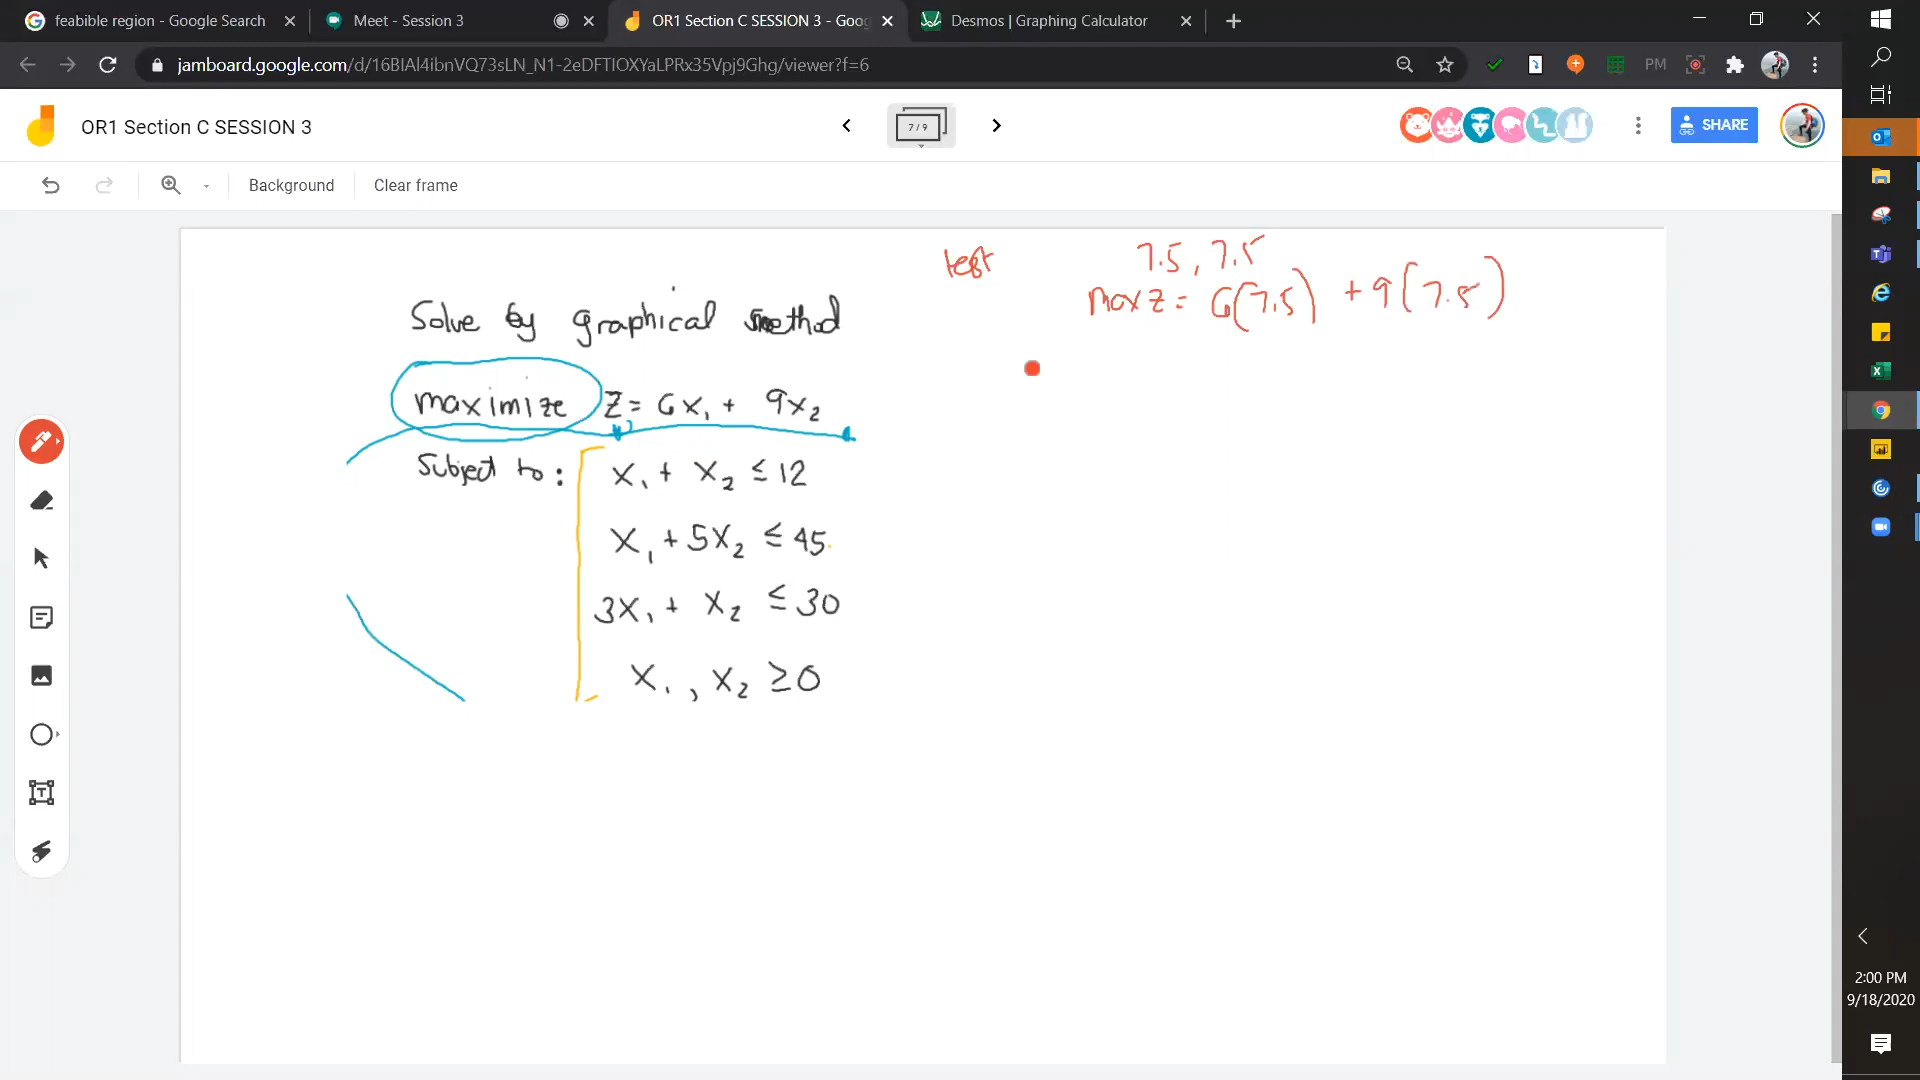 feabible region - Google Search
Meet - Session 3
OR1 Section C SESSION 3 - Goog
Desmos | Graphing Calculator
jamboard.google.com/d/16BIAl4ibnVQ73sLN_N1-2eDFTIOXYaLPRx35Vpj9Ghg/viewer?f=6
PM
OR1 Section C SESSION 3
7 / 9
SHARE
Background
Clear frame
test
7.5, 7.5
max z = 6(7.5) + 9(7.5)
Solve by graphical method
maximize Z = 6x₁ + 9x₂
Subject to: x₁ + x₂ ≤ 12
x₁ + 5x₂ ≤ 45
3x₁ + x₂ ≤ 30
x₁, x₂ ≥ 0
2:00 PM
9/18/2020